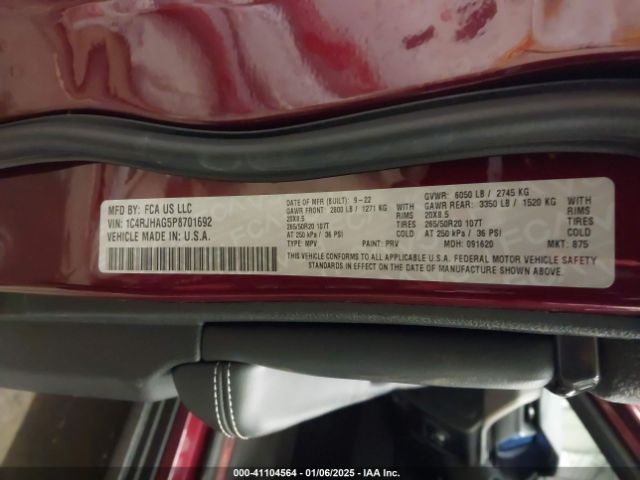 MFD BY: FCA US LLC
VIN: 1C4RJHAG5P8701692
VEHICLE MADE IN: U.S.A.
DATE OF MFR (BUILT): 9-22
GAWR FRONT: 2800 LB / 1271 KG
20X8.5
265/50R20 107T
AT 250 kPa / 36 PSI
WITH
RIMS
TIRES
COLD
GVWR: 6050 LB / 2745 KG
GAWR REAR: 3350 LB / 1520 KG
20X8.5
265/50R20 107T
AT 250 kPa / 36 PSI
WITH
RIMS
TIRES
COLD
TYPE: MPV PAINT: PRV MDH: 091620 MKT: 875
THIS VEHICLE CONFORMS TO ALL APPLICABLE U.S.A. FEDERAL MOTOR VEHICLE SAFETY
STANDARDS IN EFFECT ON THE DATE OF MANUFACTURE SHOWN ABOVE.
000-41104564 - 01/06/2025 - IAA Inc.